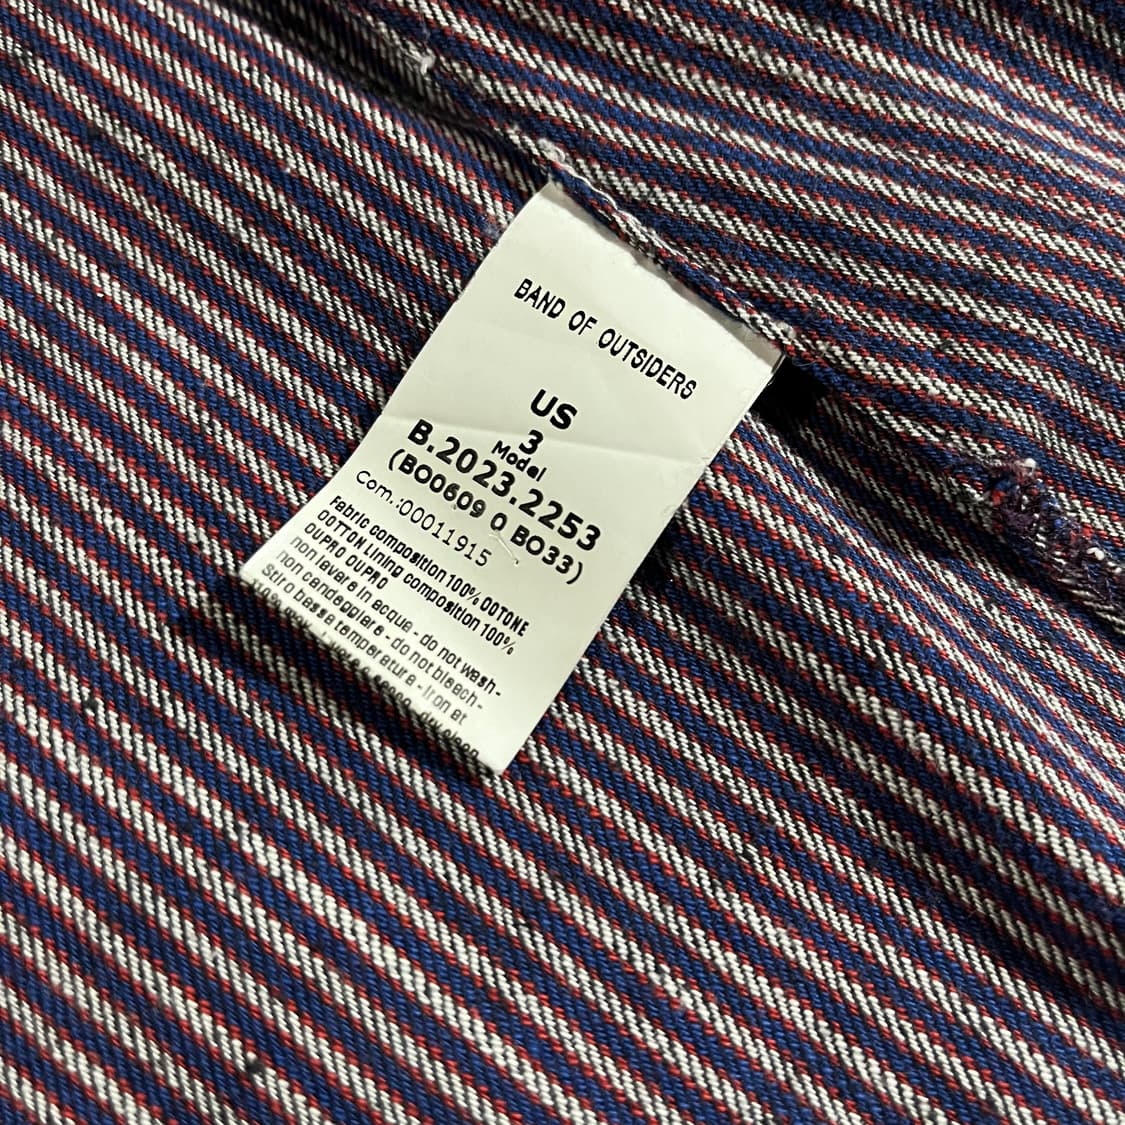 BAND OF OUTSIDERS
US
3
Model
B.2023.2253
(BO0609 0 BO33)
Com.:00011915
Fabric composition 100% COTONE
COTTON Lining composition 100%
CUPRO CUPRO
non lavare in acqua - do not wash-
non candeggiare - do not bleach-
Stiro bassa temperatura - Iron at